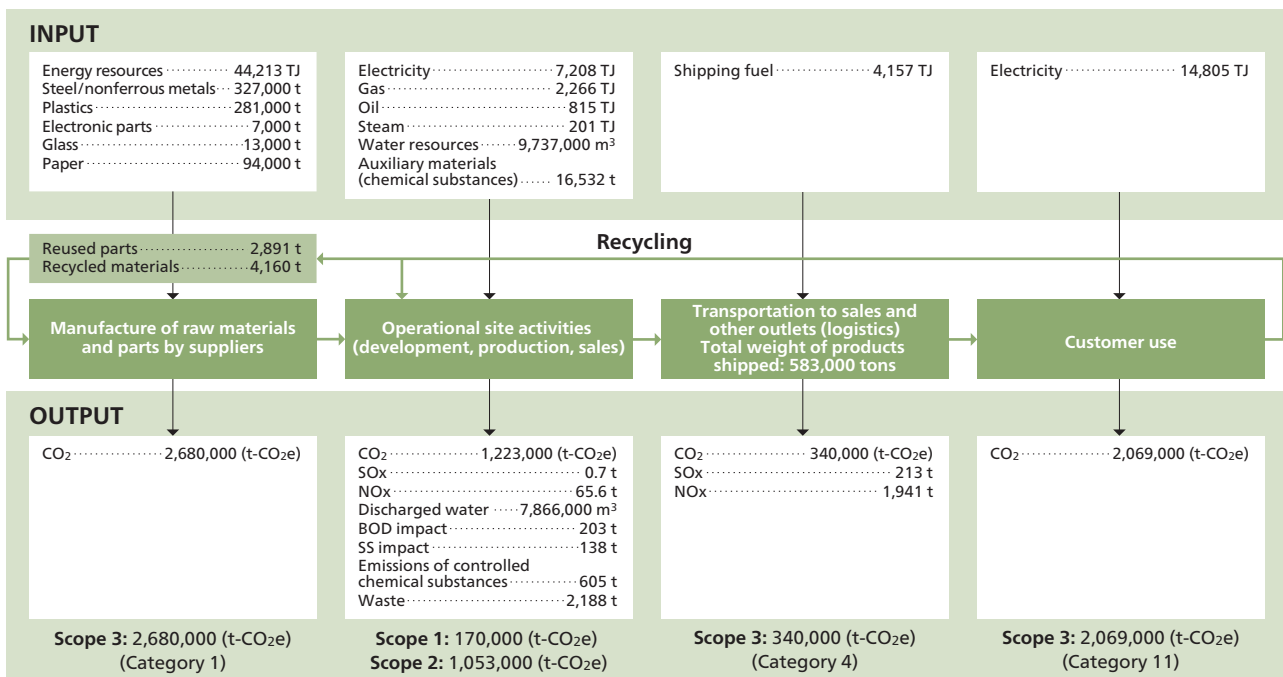 INPUT
Energy resources 44,213 TJ
Steel/nonferrous metals 327,000 t
Plastics 281,000 t
Electronic parts 7,000 t
Glass 13,000 t
Paper 94,000 t
Electricity 7,208 TJ
Gas 2,266 TJ
Oil 815 TJ
Steam 201 TJ
Water resources 9,737,000 m³
Auxiliary materials
(chemical substances) 16,532 t
Shipping fuel 4,157 TJ
Electricity 14,805 TJ
Reused parts 2,891 t
Recycled materials 4,160 t
Recycling
Manufacture of raw materials
and parts by suppliers
Operational site activities
(development, production, sales)
Transportation to sales and
other outlets (logistics)
Total weight of products
shipped: 583,000 tons
Customer use
OUTPUT
CO₂ 2,680,000 (t-CO₂e)
Scope 3: 2,680,000 (t-CO₂e)
(Category 1)
CO₂ 1,223,000 (t-CO₂e)
SOx 0.7 t
NOx 65.6 t
Discharged water 7,866,000 m³
BOD impact 203 t
SS impact 138 t
Emissions of controlled
chemical substances 605 t
Waste 2,188 t
Scope 1: 170,000 (t-CO₂e)
Scope 2: 1,053,000 (t-CO₂e)
CO₂ 340,000 (t-CO₂e)
SOx 213 t
NOx 1,941 t
Scope 3: 340,000 (t-CO₂e)
(Category 4)
CO₂ 2,069,000 (t-CO₂e)
Scope 3: 2,069,000 (t-CO₂e)
(Category 11)